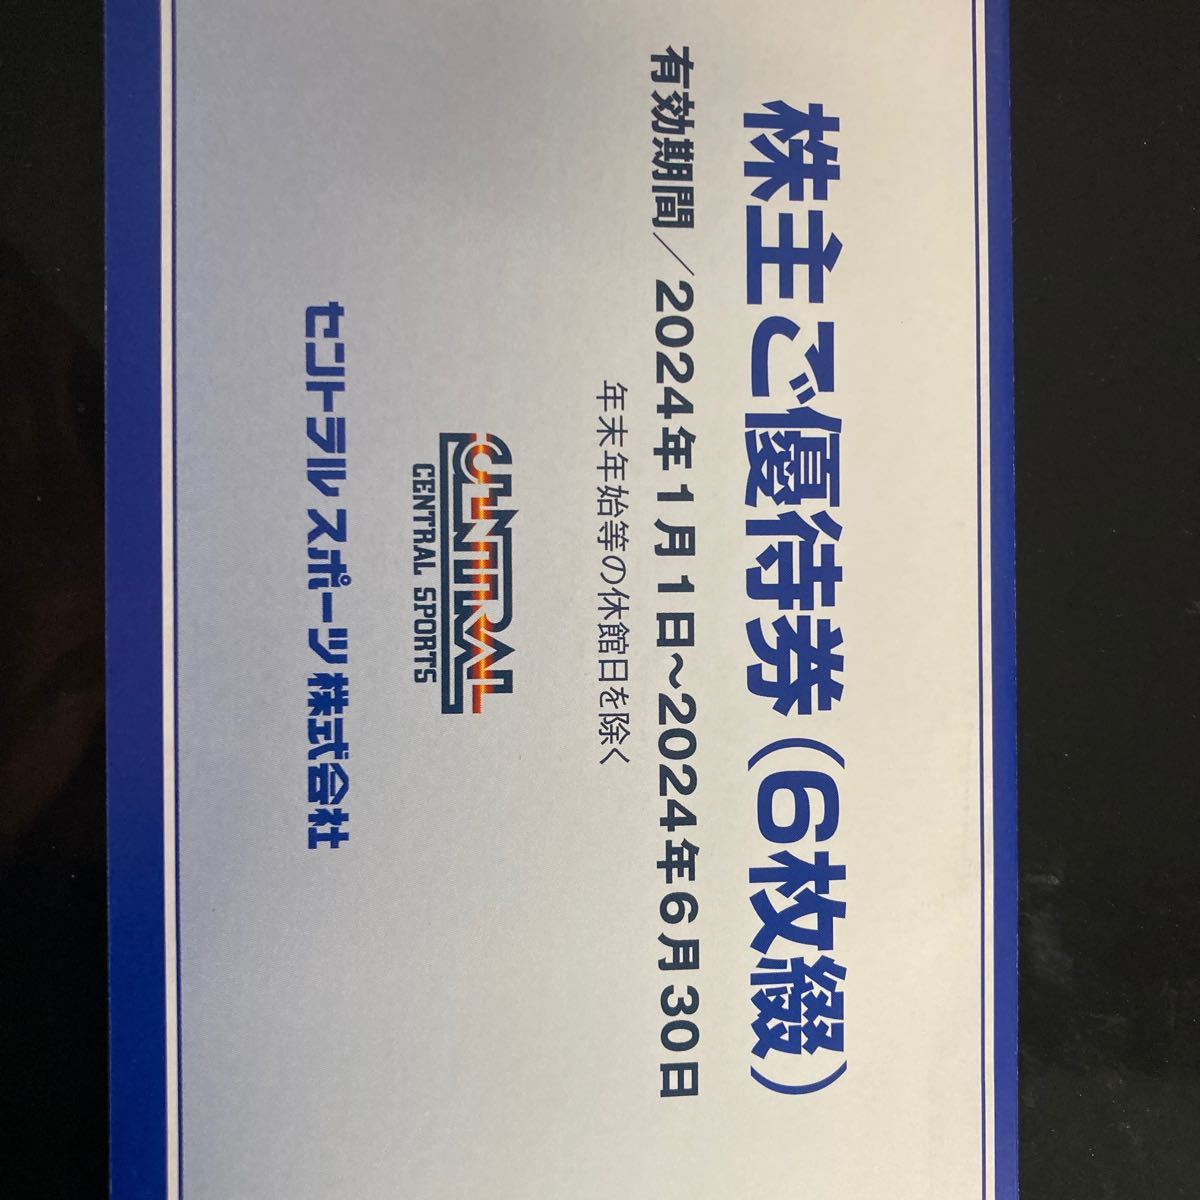 株主ご優待券（6枚綴）
有効期間／2024年1月1日～2024年6月30日
年末年始等の休館日を除く
CENTRAL
CENTRAL SPORTS
セントラルスポーツ株式会社